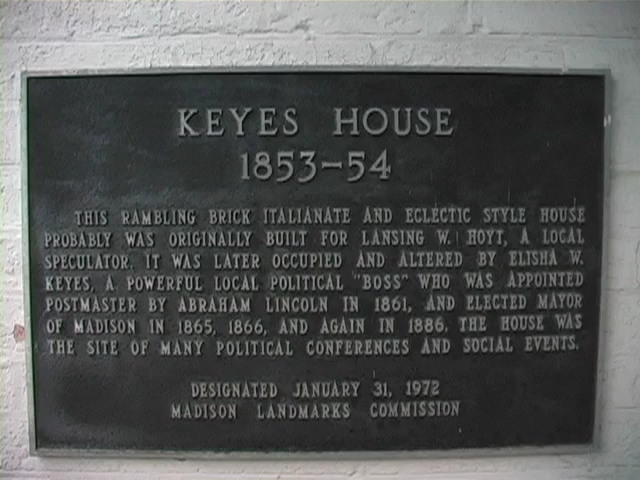 KEYES HOUSE
1853-54
THIS RAMBLING BRICK ITALIANATE AND ECLECTIC STYLE HOUSE
PROBABLY WAS ORIGINALLY BUILT FOR LANSING W. HOYT, A LOCAL
SPECULATOR. IT WAS LATER OCCUPIED AND ALTERED BY ELISHA W.
KEYES, A POWERFUL LOCAL POLITICAL "BOSS" WHO WAS APPOINTED
POSTMASTER BY ABRAHAM LINCOLN IN 1861, AND ELECTED MAYOR
OF MADISON IN 1865, 1866, AND AGAIN IN 1886. THE HOUSE WAS
THE SITE OF MANY POLITICAL CONFERENCES AND SOCIAL EVENTS.
DESIGNATED JANUARY 31, 1972
MADISON LANDMARKS COMMISSION